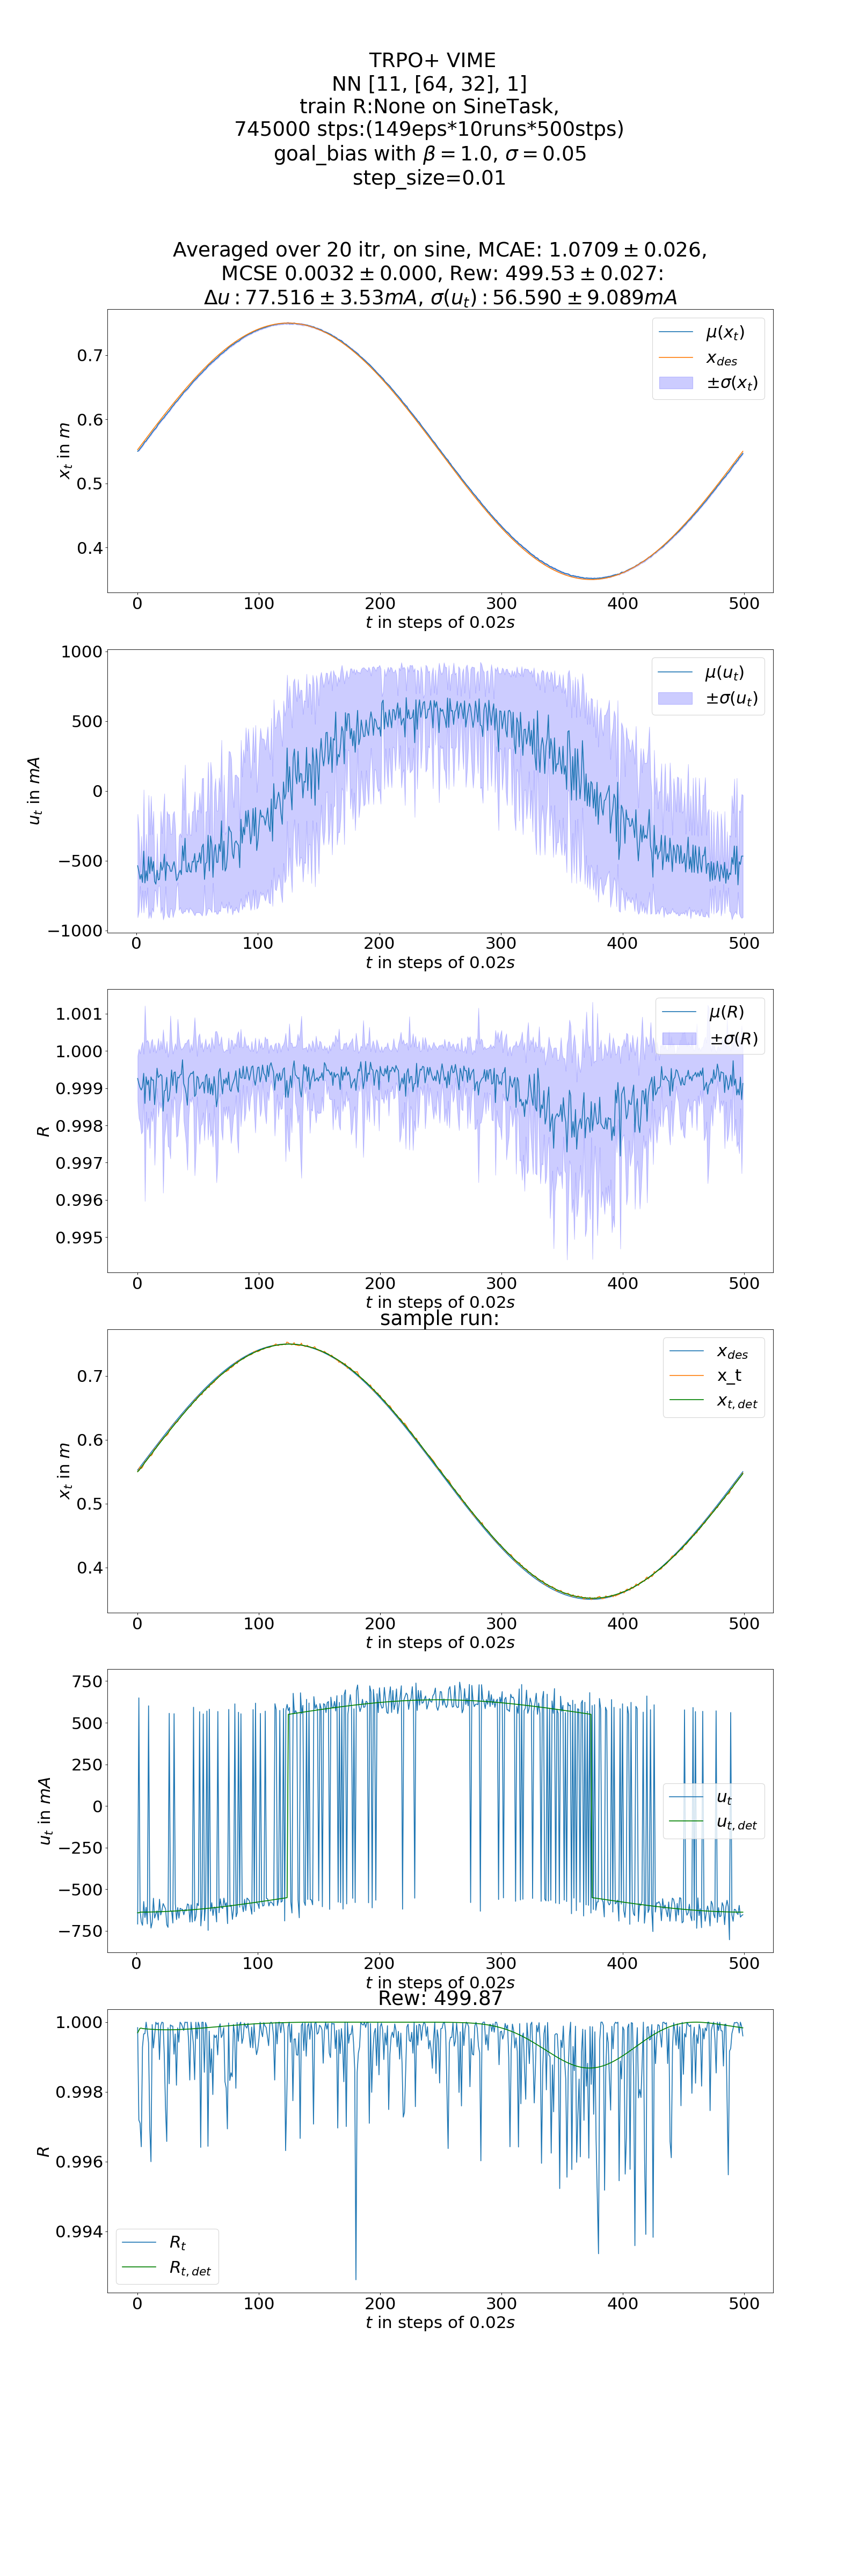 TRPO+ VIME
NN [11, [64, 32], 1]
train R:None on SineTask,
745000 stps:(149eps*10runs*500stps)
goal_bias with β = 1.0, σ = 0.05
step_size=0.01
Averaged over 20 itr, on sine, MCAE: 1.0709 ± 0.026,
MCSE 0.0032 ± 0.000, Rew: 499.53 ± 0.027:
Δu : 77.516 ± 3.53mA, σ(u_t) : 56.590 ± 9.089mA
μ(x_t)
x_des
±σ(x_t)
x_t in m
0.7
0.6
0.5
0.4
0 100 200 300 400 500
t in steps of 0.02s
μ(u_t)
±σ(u_t)
u_t in mA
1000
500
0
−500
−1000
0 100 200 300 400 500
t in steps of 0.02s
μ(R)
±σ(R)
R
1.001
1.000
0.999
0.998
0.997
0.996
0.995
0 100 200 300 400 500
t in steps of 0.02s
sample run:
x_des
x_t
x_t,det
x_t in m
0.7
0.6
0.5
0.4
0 100 200 300 400 500
t in steps of 0.02s
u_t
u_t,det
u_t in mA
750
500
250
0
−250
−500
−750
0 100 200 300 400 500
t in steps of 0.02s
Rew: 499.87
R
1.000
0.998
0.996
0.994
R_t
R_t,det
0 100 200 300 400 500
t in steps of 0.02s